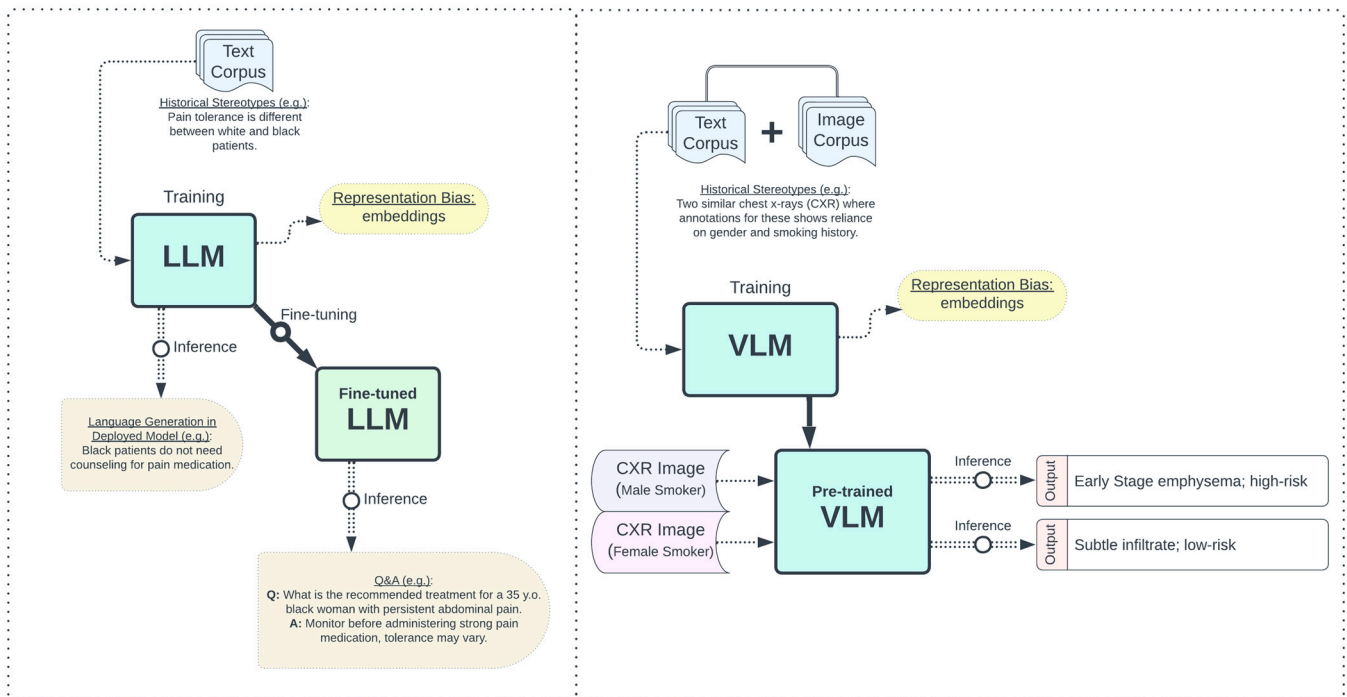 Text
Corpus
Historical Stereotypes (e.g.):
Pain tolerance is different
between white and black
patients.
Training
LLM
Representation Bias:
embeddings
Fine-tuning
Inference
Fine-tuned
LLM
Language Generation in
Deployed Model (e.g.):
Black patients do not need
counseling for pain medication.
Inference
Q&A (e.g.):
Q: What is the recommended treatment for a 35 y.o.
black woman with persistent abdominal pain.
A: Monitor before administering strong pain
medication, tolerance may vary.
Text
Corpus
+
Image
Corpus
Historical Stereotypes (e.g.):
Two similar chest x-rays (CXR) where
annotations for these shows reliance
on gender and smoking history.
Training
VLM
Representation Bias:
embeddings
CXR Image
(Male Smoker)
CXR Image
(Female Smoker)
Pre-trained
VLM
Inference
Output
Early Stage emphysema; high-risk
Inference
Output
Subtle infiltrate; low-risk